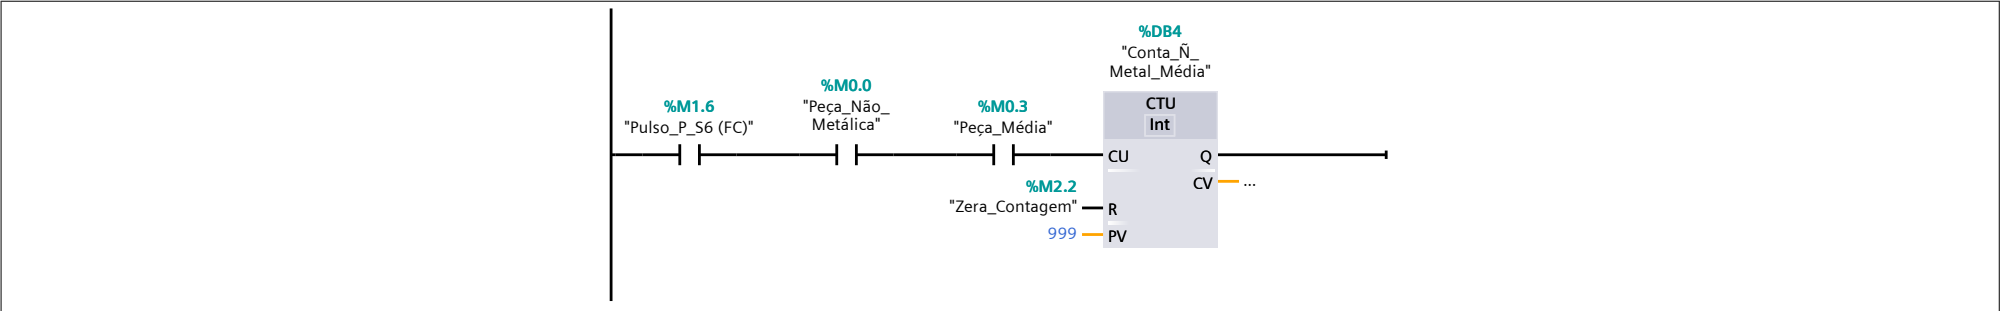 %DB4
"Conta_Ñ_
Metal_Média"
%M1.6
"Pulso_P_S6 (FC)"
%M0.0
"Peça_Não_
Metálica"
%M0.3
"Peça_Média"
CTU
Int
CU
Q
CV
...
%M2.2
"Zera_Contagem"
R
999
PV